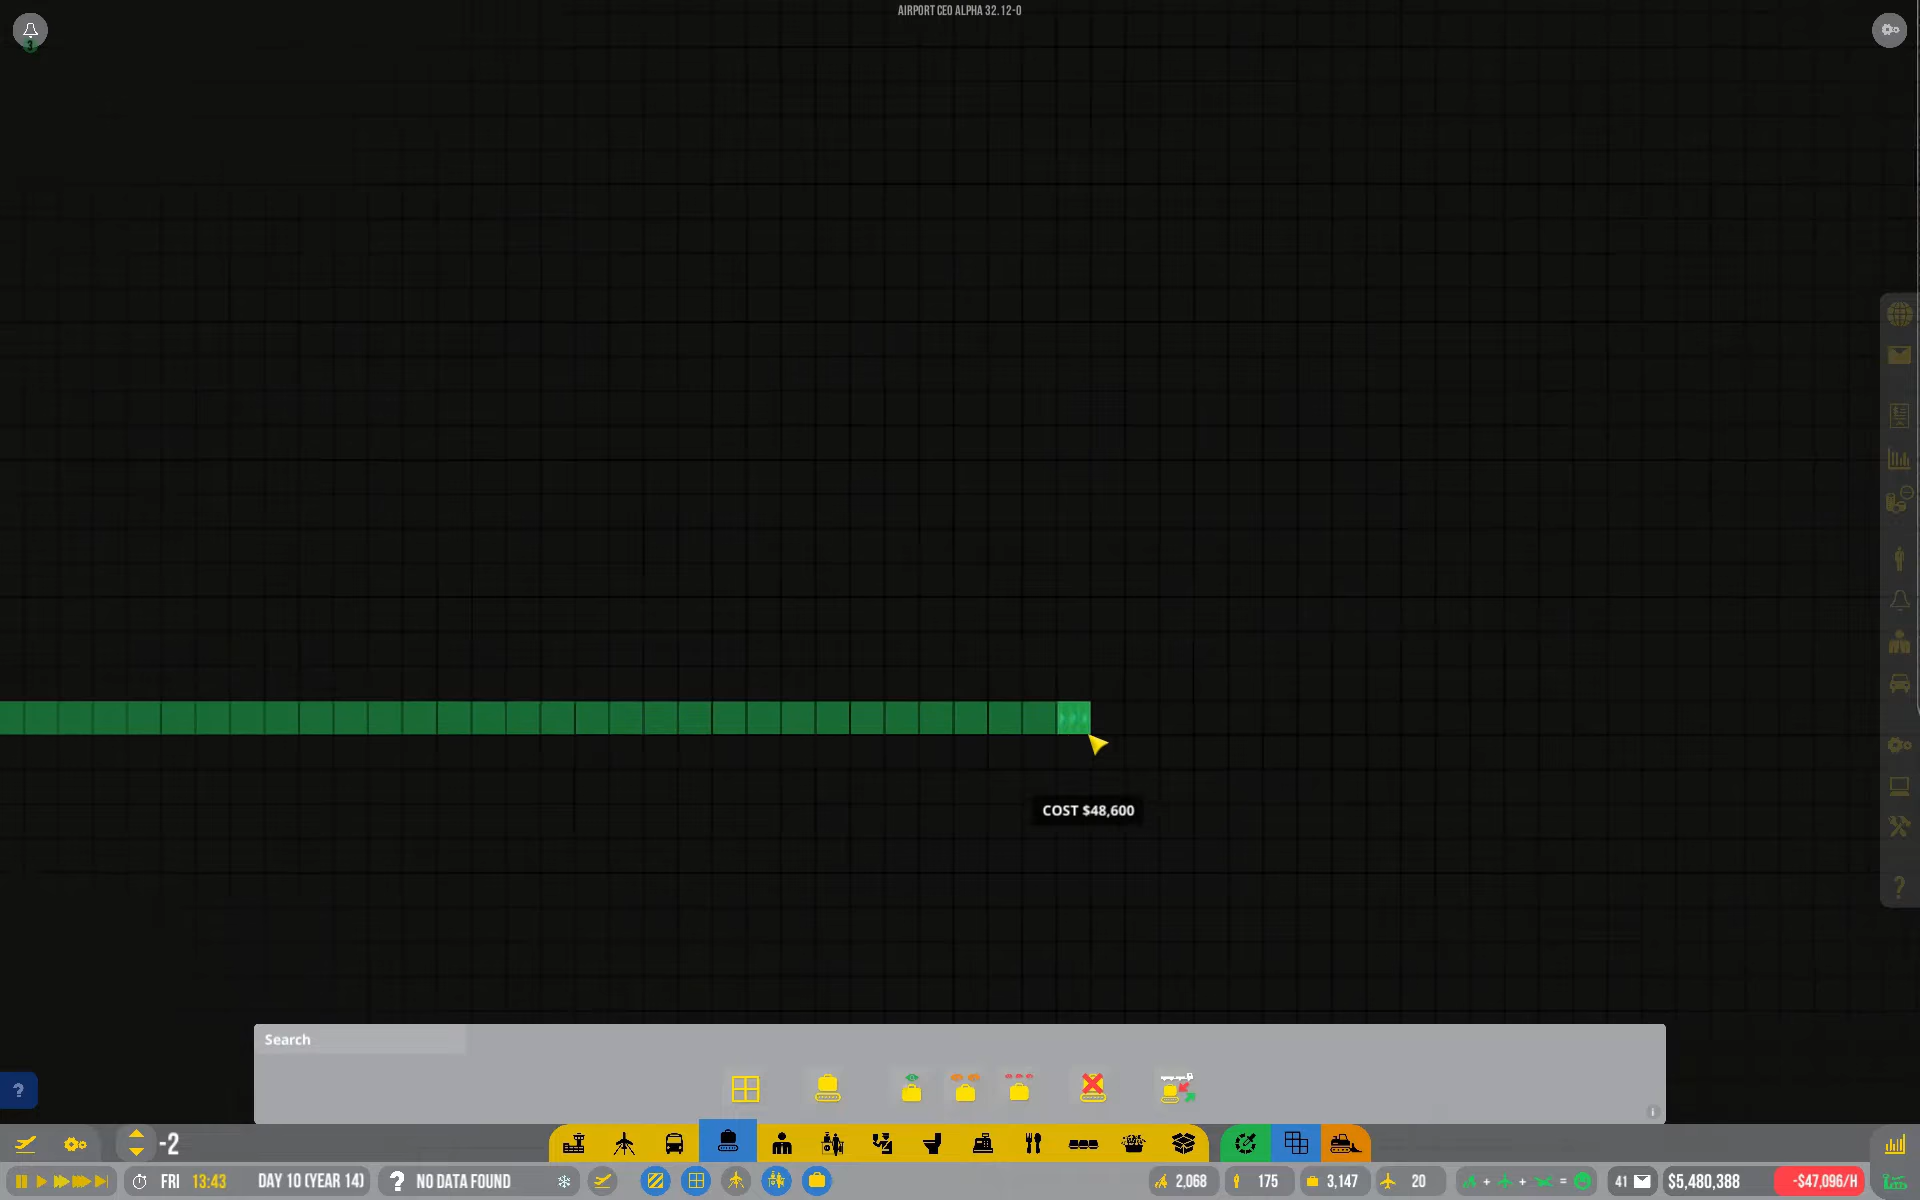 AIRPORT CEO ALPHA 32.12-0
3
COST $48,600
Search
?
i
-2
FRI 13:43
DAY 10 (YEAR 14)
? NO DATA FOUND
2,068
175
3,147
20
+ + =
41
$5,480,388
-$47,096/H
?